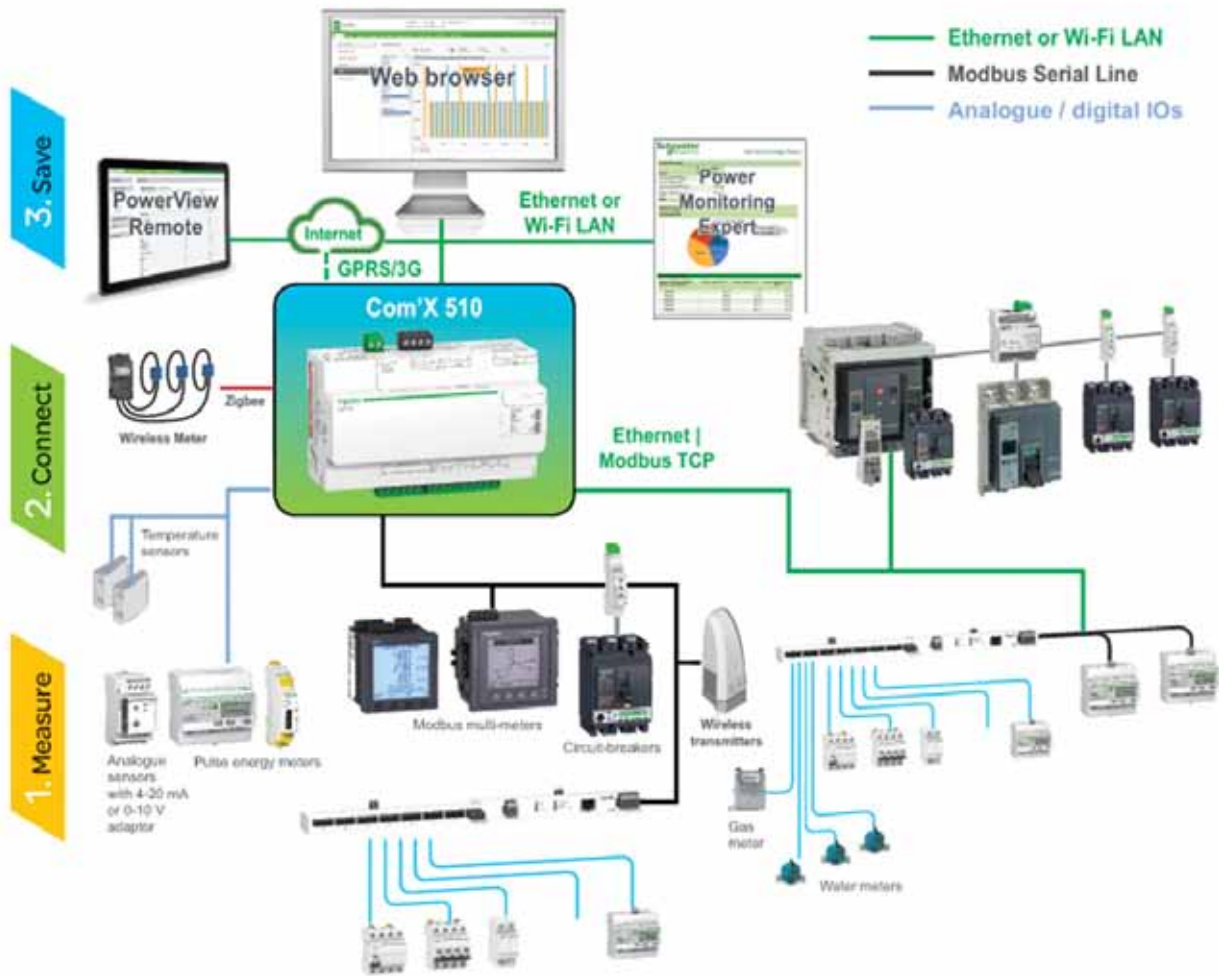 Ethernet or Wi-Fi LAN
Modbus Serial Line
Analogue / digital IOs
3. Save
Web browser
PowerView
Remote
Internet
GPRS/3G
Ethernet or
Wi-Fi LAN
Schneider
Power
Monitoring
Expert
2. Connect
Com'X 510
Zigbee
Wireless Meter
Ethernet |
Modbus TCP
Temperature
sensors
1. Measure
Analogue
sensors
with 4-20 mA
or 0-10 V
adaptor
Pulse energy meters
Modbus multi-meters
Circuit-breakers
Wireless
transmitters
Gas
meter
Water meters